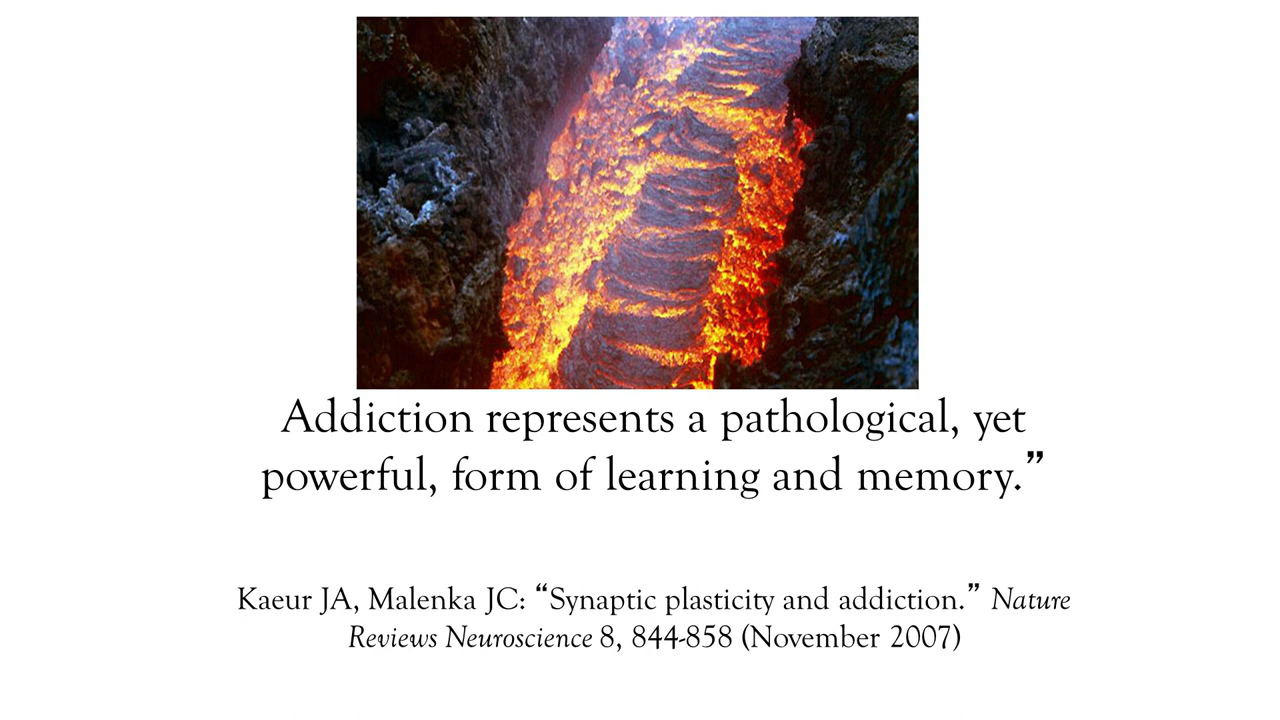 Addiction represents a pathological, yet
powerful, form of learning and memory.”
Kaeur JA, Malenka JC: “Synaptic plasticity and addiction.” Nature
Reviews Neuroscience 8, 844-858 (November 2007)